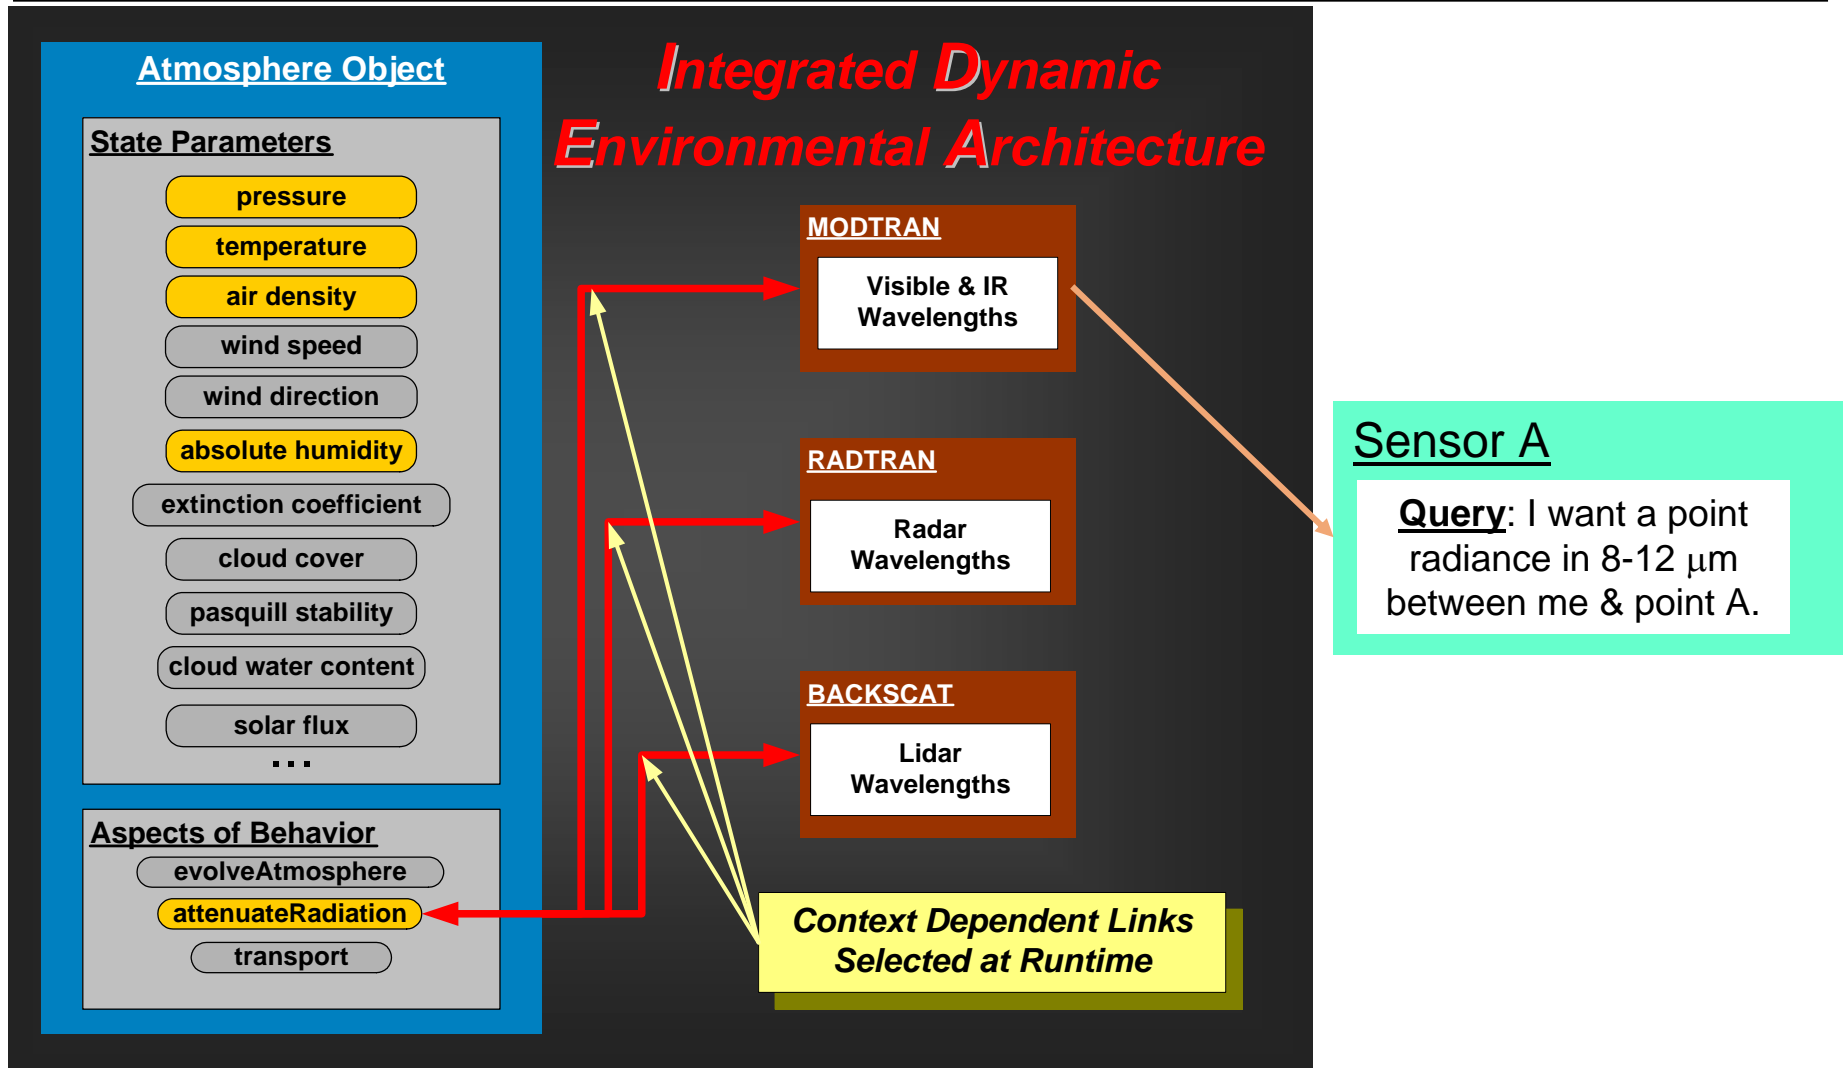 Atmosphere Object
State Parameters
pressure
temperature
air density
wind speed
wind direction
absolute humidity
extinction coefficient
cloud cover
pasquill stability
cloud water content
solar flux
...
Aspects of Behavior
evolveAtmosphere
attenuateRadiation
transport
Integrated Dynamic
Environmental Architecture
MODTRAN
Visible & IR
Wavelengths
RADTRAN
Radar
Wavelengths
BACKSCAT
Lidar
Wavelengths
Context Dependent Links
Selected at Runtime
Sensor A
Query: I want a point
radiance in 8-12 μm
between me & point A.